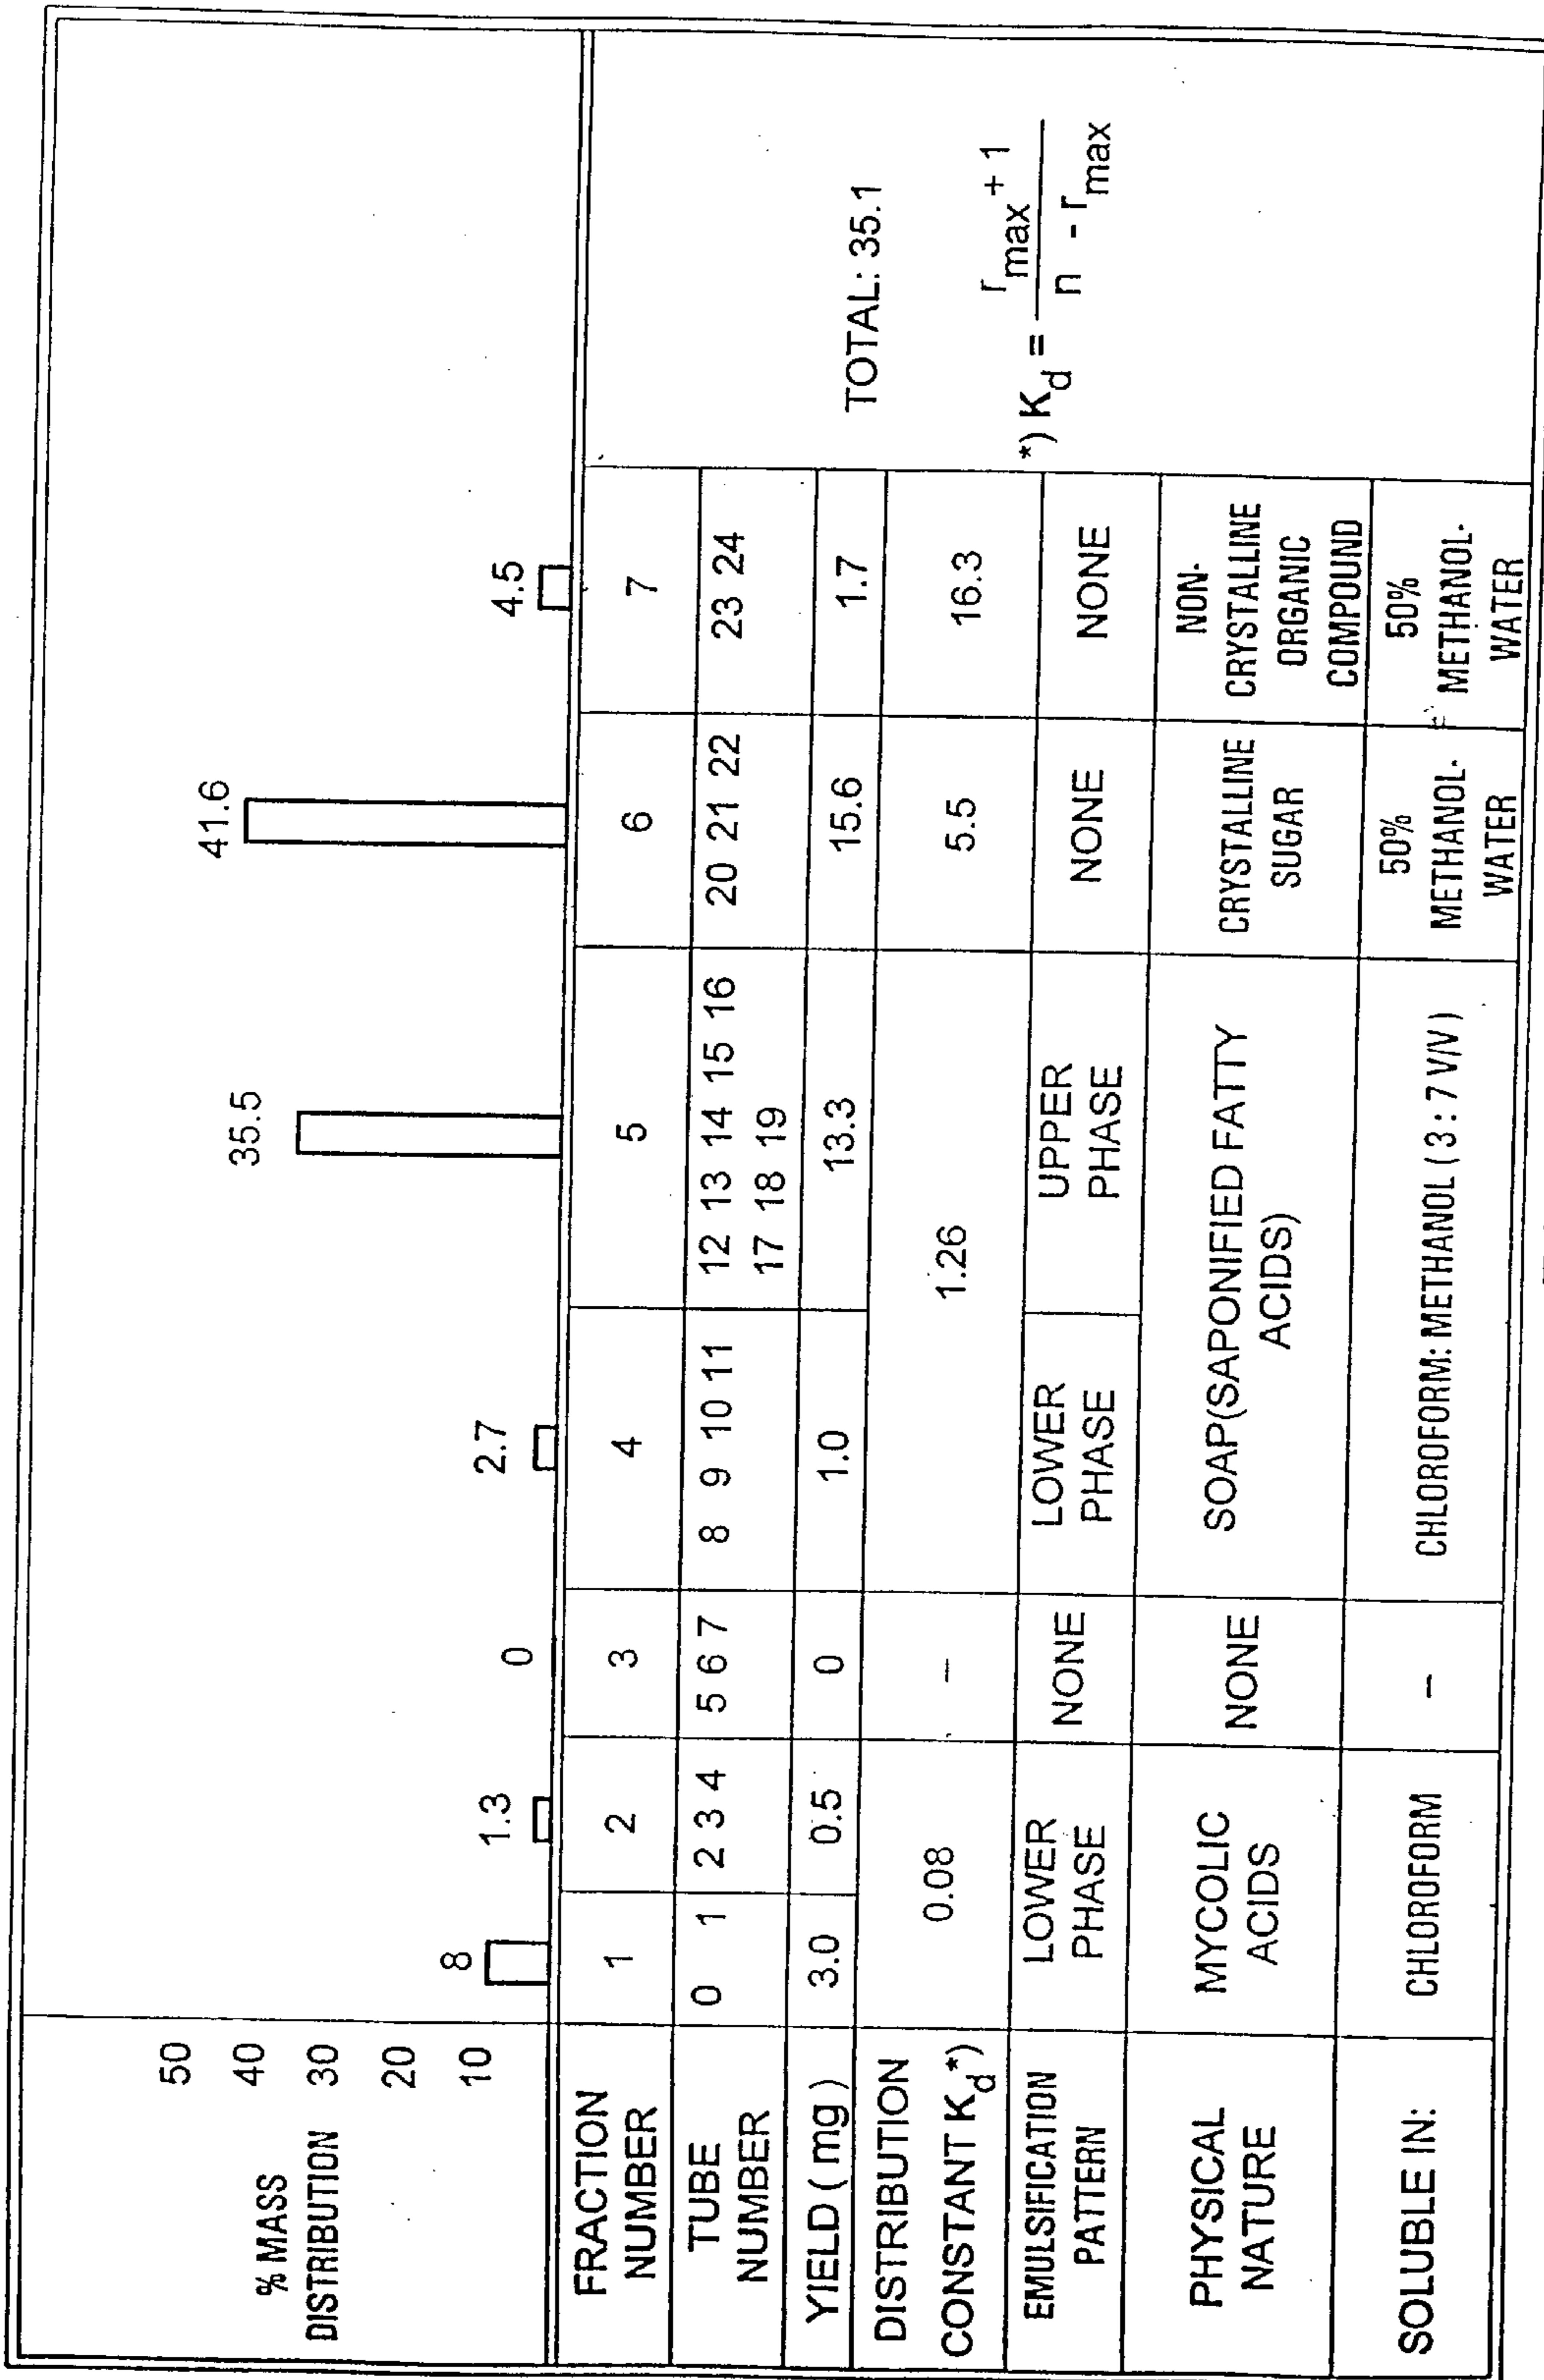 % MASS
DISTRIBUTION
50
40
30
20
10
8
1.3
0
2.7
35.5
41.6
4.5
FRACTION
NUMBER
1 2 3 4 5 6 7
TUBE
NUMBER
0 1
2 3 4
5 6 7
8 9 10 11
12 13 14 15 16
17 18 19
20 21 22
23 24
YIELD ( mg )
3.0 0.5 0 1.0 13.3 15.6 1.7
TOTAL: 35.1
DISTRIBUTION
CONSTANT Kd*)
0.08 – 1.26 5.5 16.3
*) Kd = rmax + 1
n - rmax
EMULSIFICATION
PATTERN
LOWER
PHASE
NONE
LOWER
PHASE
UPPER
PHASE
NONE
NONE
PHYSICAL
NATURE
MYCOLIC
ACIDS
NONE
SOAP(SAPONIFIED FATTY
ACIDS)
CRYSTALLINE
SUGAR
NON-
CRYSTALINE
ORGANIC
COMPOUND
SOLUBLE IN:
CHLOROFORM
–
CHLOROFORM: METHANOL ( 3 : 7 V/V )
50%
METHANOL-
WATER
50%
METHANOL-
WATER